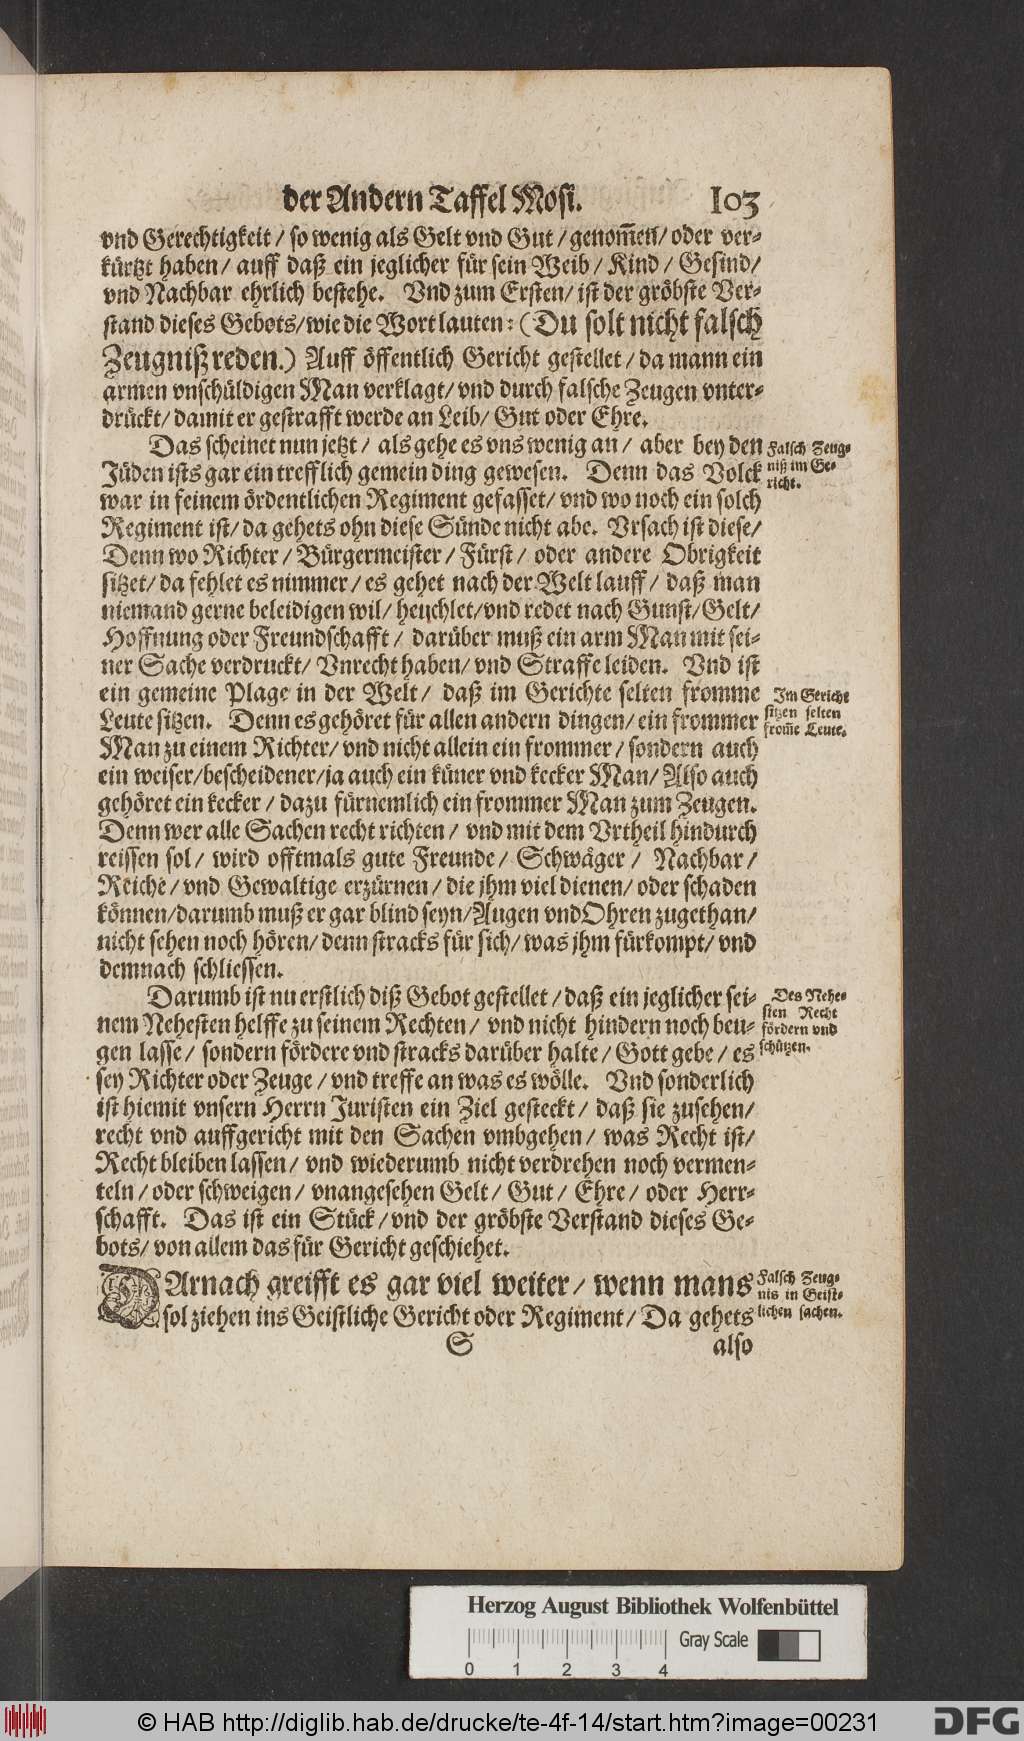 der Andern Taffel Mosi. 103
vnd Gerechtigkeit / so wenig als Gelt vnd Gut / genom̃en / oder ver-
kürtzt haben / auff daß ein jeglicher für sein Weib / Kind / Gesind /
vnd Nachbar ehrlich bestehe. Vnd zum Ersten / ist der gröbste Ver-
stand dieses Gebots / wie die Wort lauten: (Du solt nicht falsch
Zeugniß reden.) Auff öffentlich Gericht gestellet / da mann ein
armen vnschüldigen Man verklagt / vnd durch falsche Zeugen vnter-
drückt / damit er gestrafft werde an Leib / Gut oder Ehre.
Das scheinet nun jetzt / als gehe es vns wenig an / aber bey den
Jüden ists gar ein trefflich gemein ding gewesen. Denn das Volck
war in feinem ördentlichen Regiment gefasset / vnd wo noch ein solch
Regiment ist / da gehets ohn diese Sünde nicht abe. Vrsach ist diese /
Denn wo Richter / Bürgermeister / Fürst / oder andere Obrigkeit
sitzet / da fehlet es nimmer / es gehet nach der Welt lauff / daß man
niemand gerne beleidigen wil / heuchlet / vnd redet nach Gunst / Gelt /
Hoffnung oder Freundschafft / darüber muß ein arm Man mit sei-
ner Sache verdruckt / Vnrecht haben / vnd Straffe leiden. Vnd ist
ein gemeine Plage in der Welt / daß im Gerichte selten fromme
Leute sitzen. Denn es gehöret für allen andern dingen / ein frommer
Man zu einem Richter / vnd nicht allein ein frommer / sondern auch
ein weiser / bescheidener / ja auch ein küner vnd kecker Man / Also auch
gehöret ein kecker / dazu fürnemlich ein frommer Man zum Zeugen.
Denn wer alle Sachen recht richten / vnd mit dem Vrtheil hindurch
reissen sol / wird offtmals gute Freunde / Schwäger / Nachbar /
Reiche / vnd Gewaltige erzürnen / die jhm viel dienen / oder schaden
können / darumb muß er gar blind seyn / Augen vnd Ohren zugethan /
nicht sehen noch hören / denn stracks für sich / was jhm fürkompt / vnd
demnach schliessen.
Darumb ist nu erstlich diß Gebot gestellet / daß ein jeglicher sei-
nem Nehesten helffe zu seinem Rechten / vnd nicht hindern noch beu-
gen lasse / sondern fördere vnd stracks darüber halte / Gott gebe / es
sey Richter oder Zeuge / vnd treffe an was es wölle. Vnd sonderlich
ist hiemit vnsern Herrn Juristen ein Ziel gesteckt / daß sie zusehen /
recht vnd auffgericht mit den Sachen vmbgehen / was Recht ist /
Recht bleiben lassen / vnd wiederumb nicht verdrehen noch vermen-
teln / oder schweigen / vnangesehen Gelt / Gut / Ehre / oder Herr-
schafft. Das ist ein Stück / vnd der gröbste Verstand dieses Ge-
bots / von allem das für Gericht geschiehet.
DArnach greifft es gar viel weiter / wenn mans
sol ziehen ins Geistliche Gericht oder Regiment / Da gehets
S also
Falsch Zeug-
niß im Ge-
richt.
Im Gericht
sitzen selten
from̃e Leute.
Des Nehe-
sten Recht
fördern vnd
schützen.
Falsch Zeug-
nis in Geist-
lichen sachen.
Herzog August Bibliothek Wolfenbüttel
Gray Scale
0 1 2 3 4
© HAB http://diglib.hab.de/drucke/te-4f-14/start.htm?image=00231
DFG